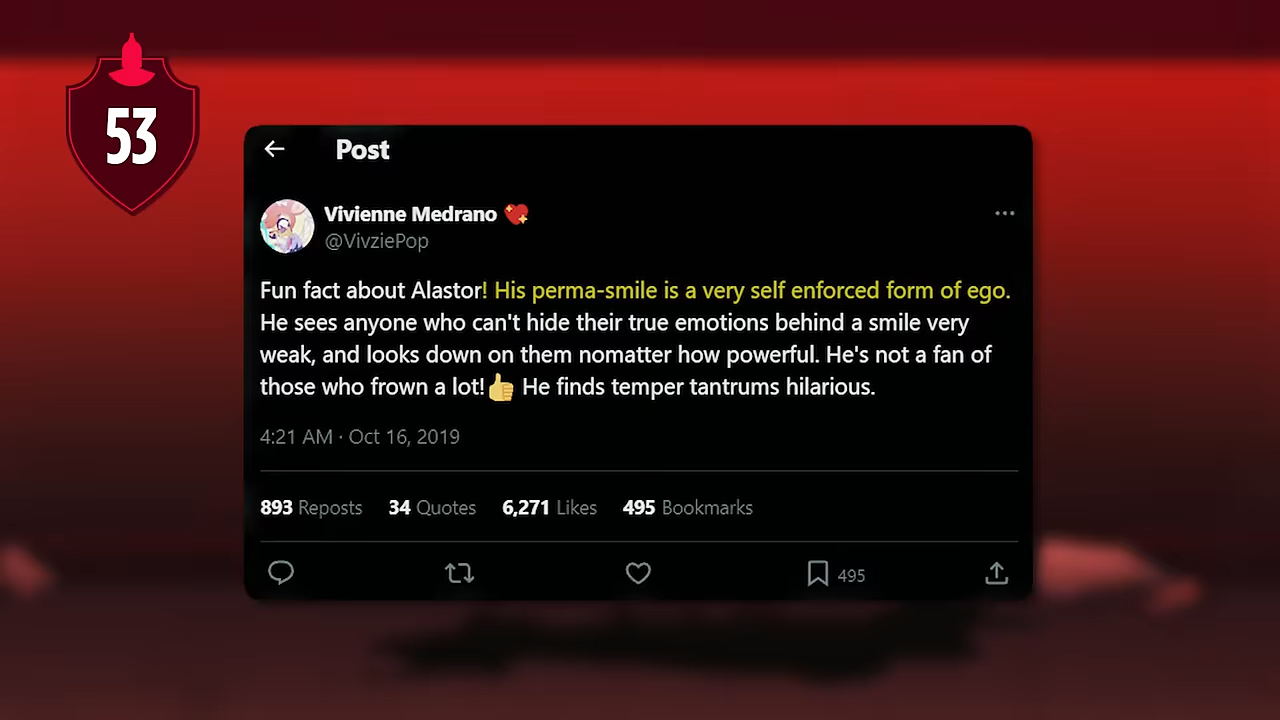 53
Post
Vivienne Medrano 💖
@VivziePop
Fun fact about Alastor! His perma-smile is a very self enforced form of ego.
He sees anyone who can't hide their true emotions behind a smile very
weak, and looks down on them nomatter how powerful. He's not a fan of
those who frown a lot!👍 He finds temper tantrums hilarious.
4:21 AM · Oct 16, 2019
893 Reposts 34 Quotes 6,271 Likes 495 Bookmarks
495